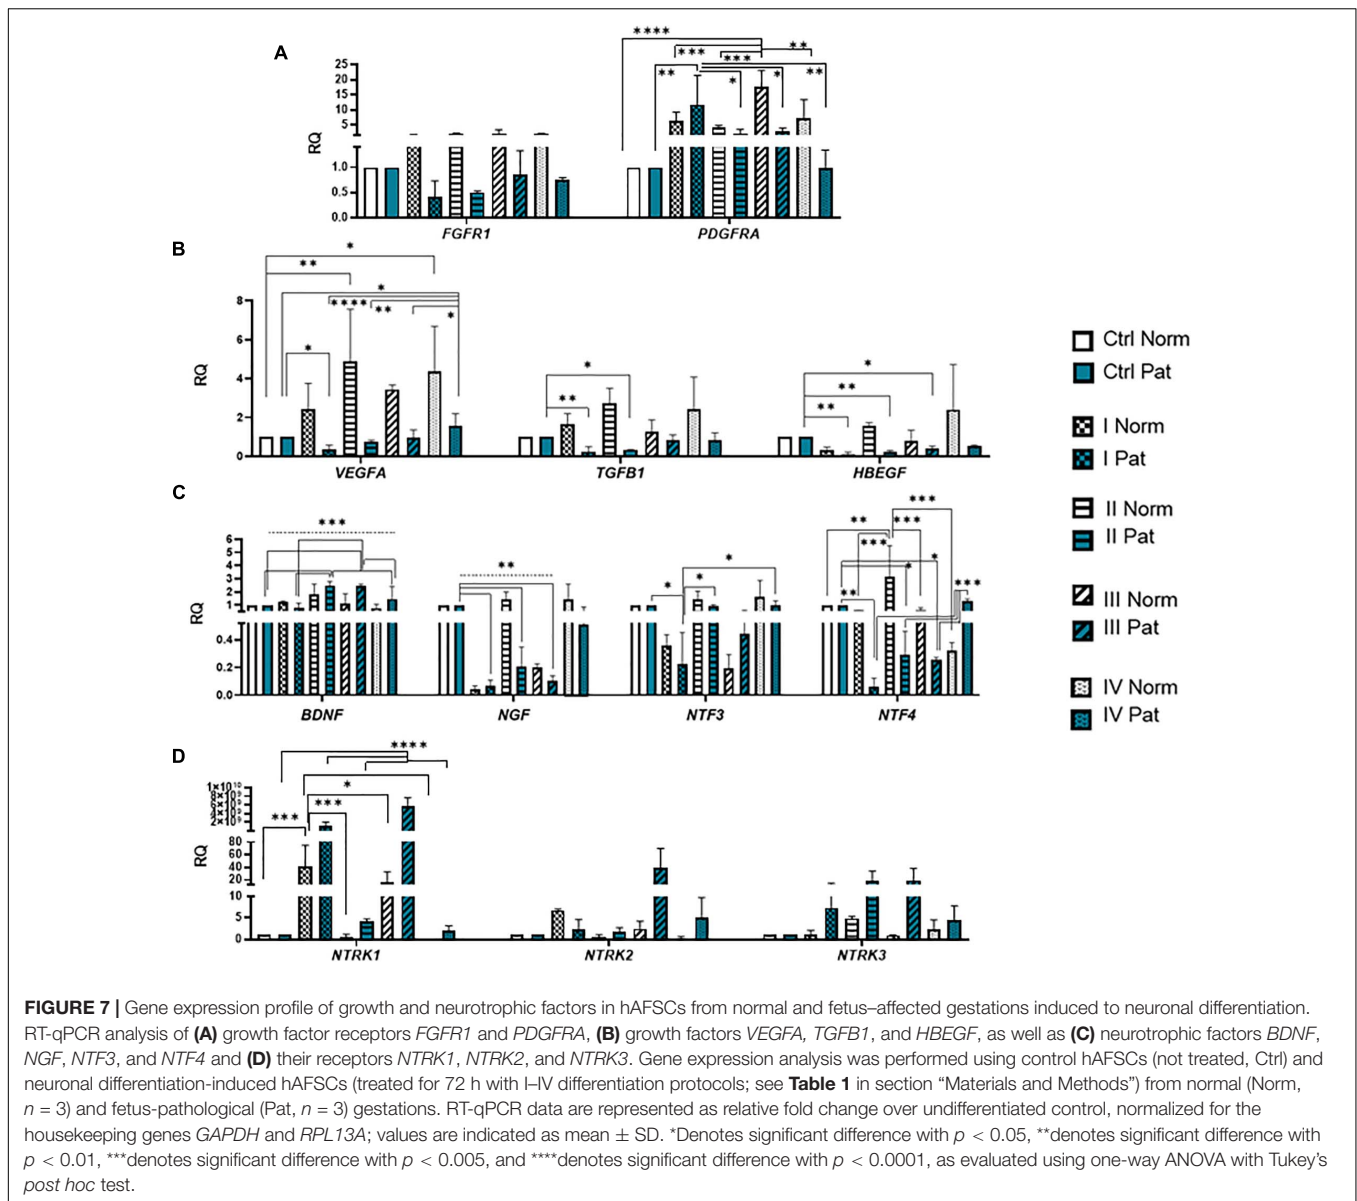 A
****
***
**
**
***
*
*
**
25
20
15
10
5
1.0
0.5
0.0
RQ
FGFR1
PDGFRA
B
*
**
*
****
**
*
*
**
*
*
**
**
8
6
4
2
0
RQ
VEGFA
TGFB1
HBEGF
Ctrl Norm
Ctrl Pat
I Norm
I Pat
II Norm
II Pat
III Norm
III Pat
IV Norm
IV Pat
C
***
**
*
*
*
***
**
***
***
*
*
**
***
6
5
4
3
2
1
0.4
0.2
0.0
RQ
BDNF
NGF
NTF3
NTF4
D
****
*
***
***
1×10¹⁰
8×10⁹
6×10⁹
2×10⁹
80
60
40
20
10
5
0
RQ
NTRK1
NTRK2
NTRK3
FIGURE 7 | Gene expression profile of growth and neurotrophic factors in hAFSCs from normal and fetus–affected gestations induced to neuronal differentiation.
RT-qPCR analysis of (A) growth factor receptors FGFR1 and PDGFRA, (B) growth factors VEGFA, TGFB1, and HBEGF, as well as (C) neurotrophic factors BDNF,
NGF, NTF3, and NTF4 and (D) their receptors NTRK1, NTRK2, and NTRK3. Gene expression analysis was performed using control hAFSCs (not treated, Ctrl) and
neuronal differentiation-induced hAFSCs (treated for 72 h with I–IV differentiation protocols; see Table 1 in section “Materials and Methods”) from normal (Norm,
n = 3) and fetus-pathological (Pat, n = 3) gestations. RT-qPCR data are represented as relative fold change over undifferentiated control, normalized for the
housekeeping genes GAPDH and RPL13A; values are indicated as mean ± SD. *Denotes significant difference with p < 0.05, **denotes significant difference with
p < 0.01, ***denotes significant difference with p < 0.005, and ****denotes significant difference with p < 0.0001, as evaluated using one-way ANOVA with Tukey’s
post hoc test.